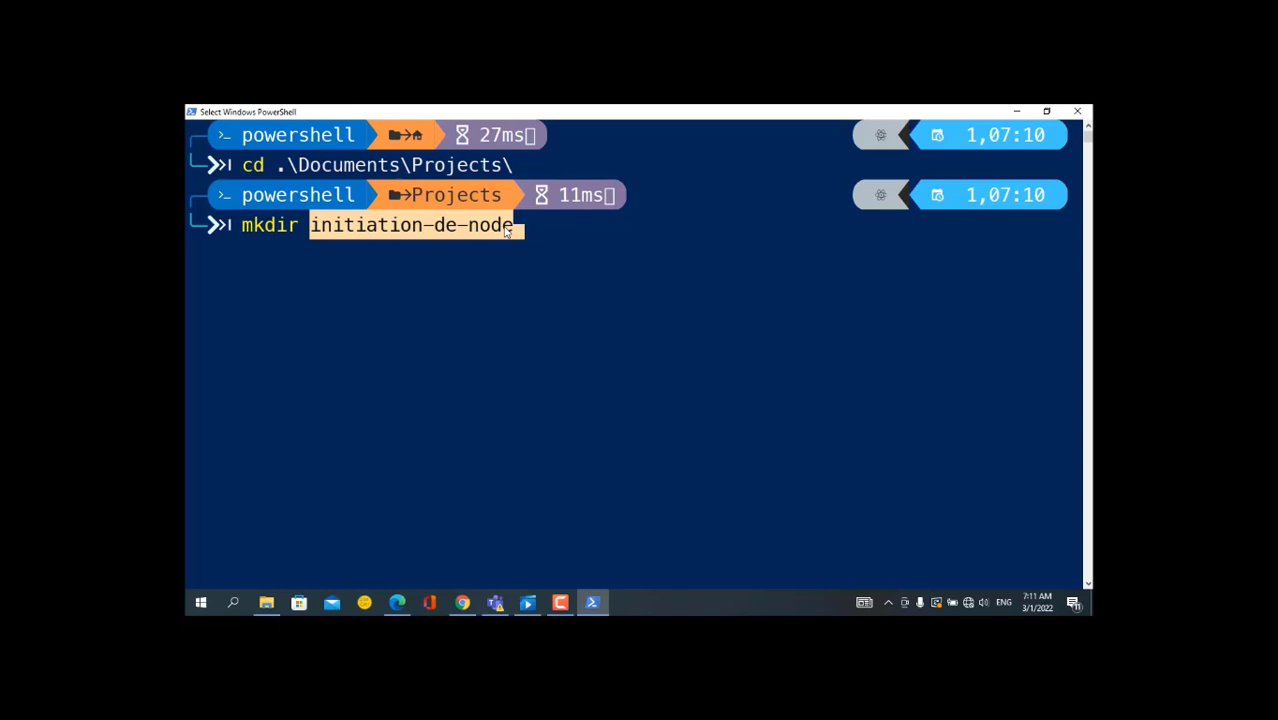 Select Windows PowerShell
powershell 27ms 1,07:10
cd .\Documents\Projects\
powershell Projects 11ms 1,07:10
mkdir initiation-de-node
ENG
7:11 AM
3/1/2022